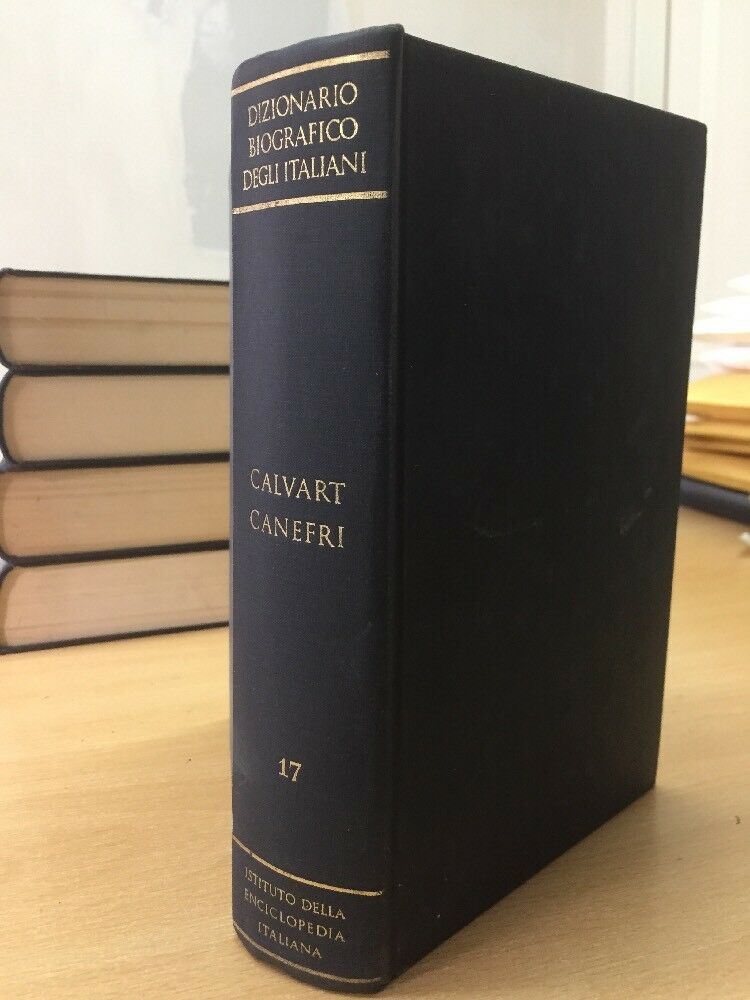 DIZIONARIO
BIOGRAFICO
DEGLI ITALIANI
CALVART
CANEFRI
17
ISTITUTO DELLA
ENCICLOPEDIA
ITALIANA